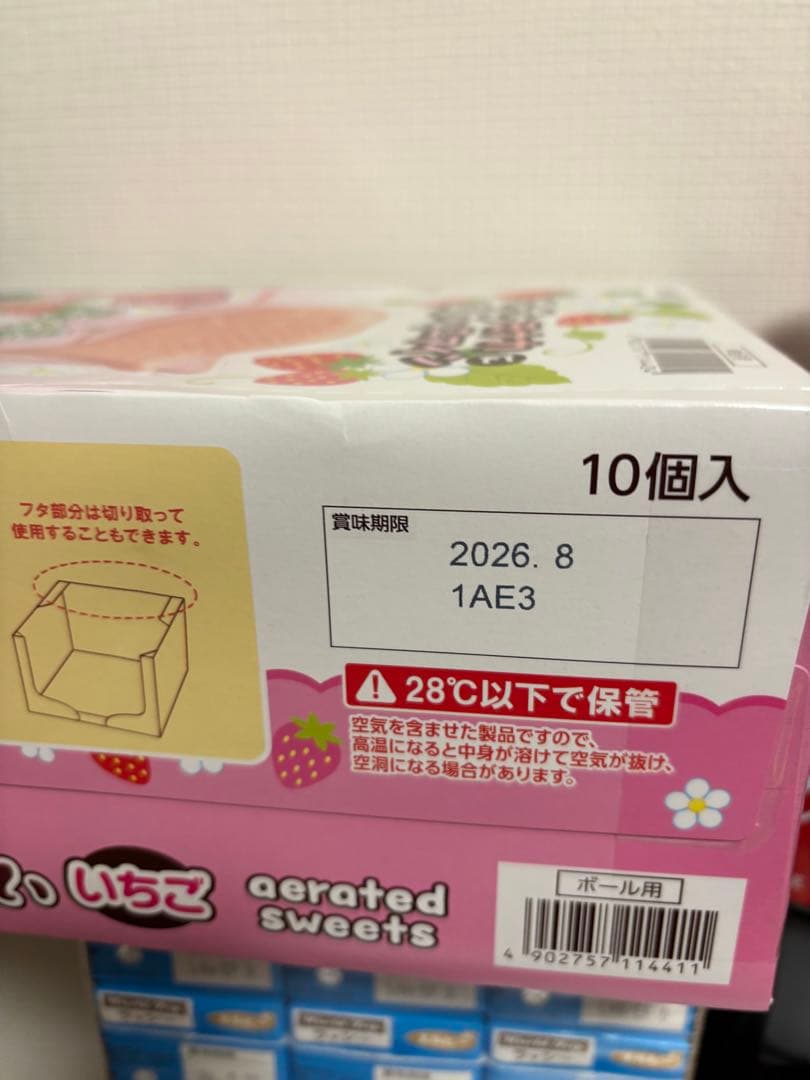 10個入
フタ部分は切り取って
使用することもできます。
賞味期限
2026. 8
1AE3
28℃以下で保管
空気を含ませた製品ですので、
高温になると中身が溶けて空気が抜け、
空洞になる場合があります。
いちご
aerated
sweets
ボール用
4 902757 114411